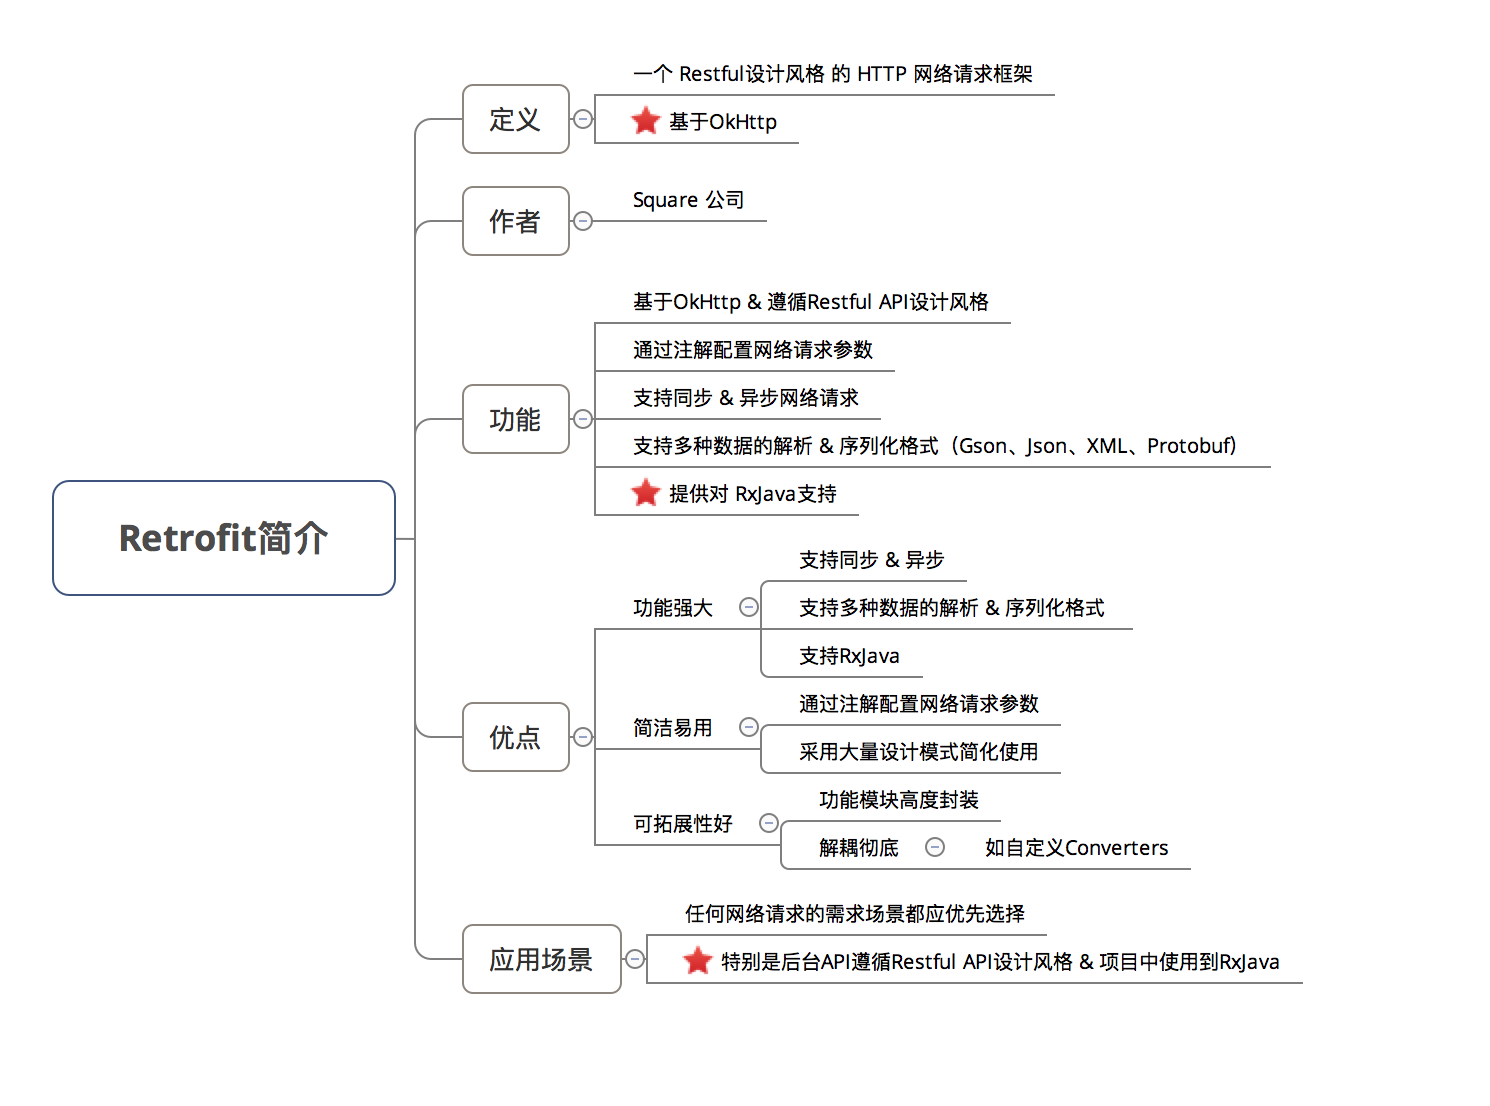 Retrofit简介
定义
一个 Restful设计风格 的 HTTP 网络请求框架
基于OkHttp
作者
Square 公司
功能
基于OkHttp & 遵循Restful API设计风格
通过注解配置网络请求参数
支持同步 & 异步网络请求
支持多种数据的解析 & 序列化格式（Gson、Json、XML、Protobuf）
提供对 RxJava支持
优点
功能强大
支持同步 & 异步
支持多种数据的解析 & 序列化格式
支持RxJava
简洁易用
通过注解配置网络请求参数
采用大量设计模式简化使用
可拓展性好
功能模块高度封装
解耦彻底
如自定义Converters
应用场景
任何网络请求的需求场景都应优先选择
特别是后台API遵循Restful API设计风格 & 项目中使用到RxJava